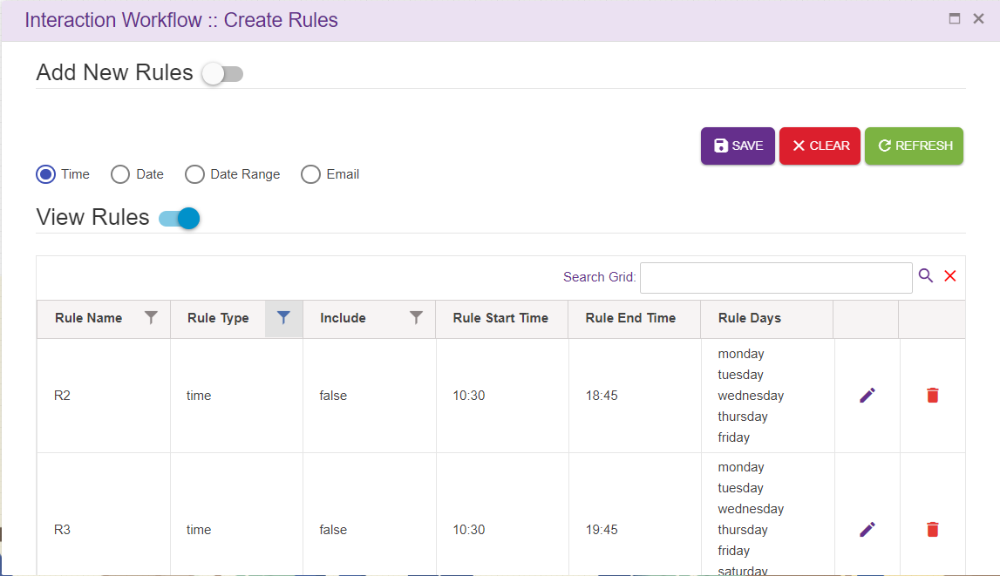 Interaction Workflow :: Create Rules
Add New Rules
SAVE CLEAR REFRESH
Time Date Date Range Email
View Rules
Search Grid:
Rule Name Rule Type Include Rule Start Time Rule End Time Rule Days
R2 time false 10:30 18:45
monday
tuesday
wednesday
thursday
friday
R3 time false 10:30 19:45
monday
tuesday
wednesday
thursday
friday
saturday